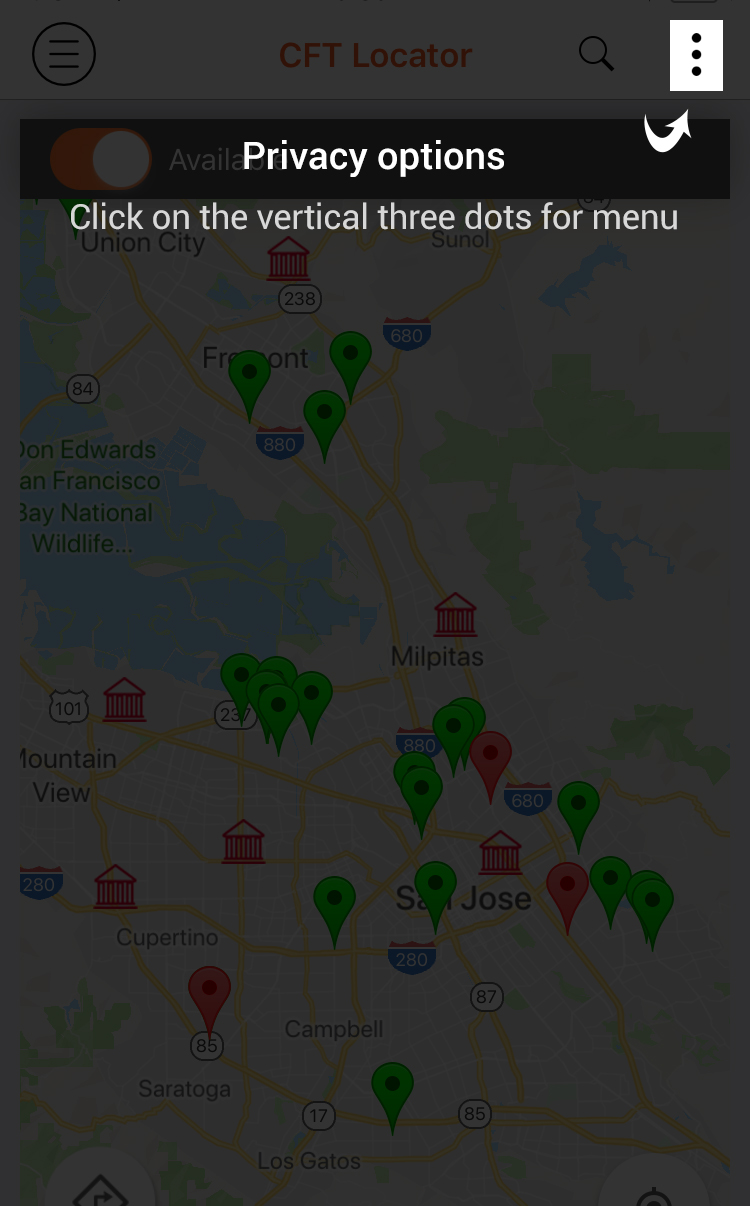 CFT Locator
Privacy options
Click on the vertical three dots for menu
Union City
Sunol
238
680
Fremont
84
880
Don Edwards
San Francisco
Bay National
Wildlife...
Milpitas
101
237
880
Mountain
View
680
280
San Jose
Cupertino
280
87
Campbell
85
Saratoga
17
85
Los Gatos